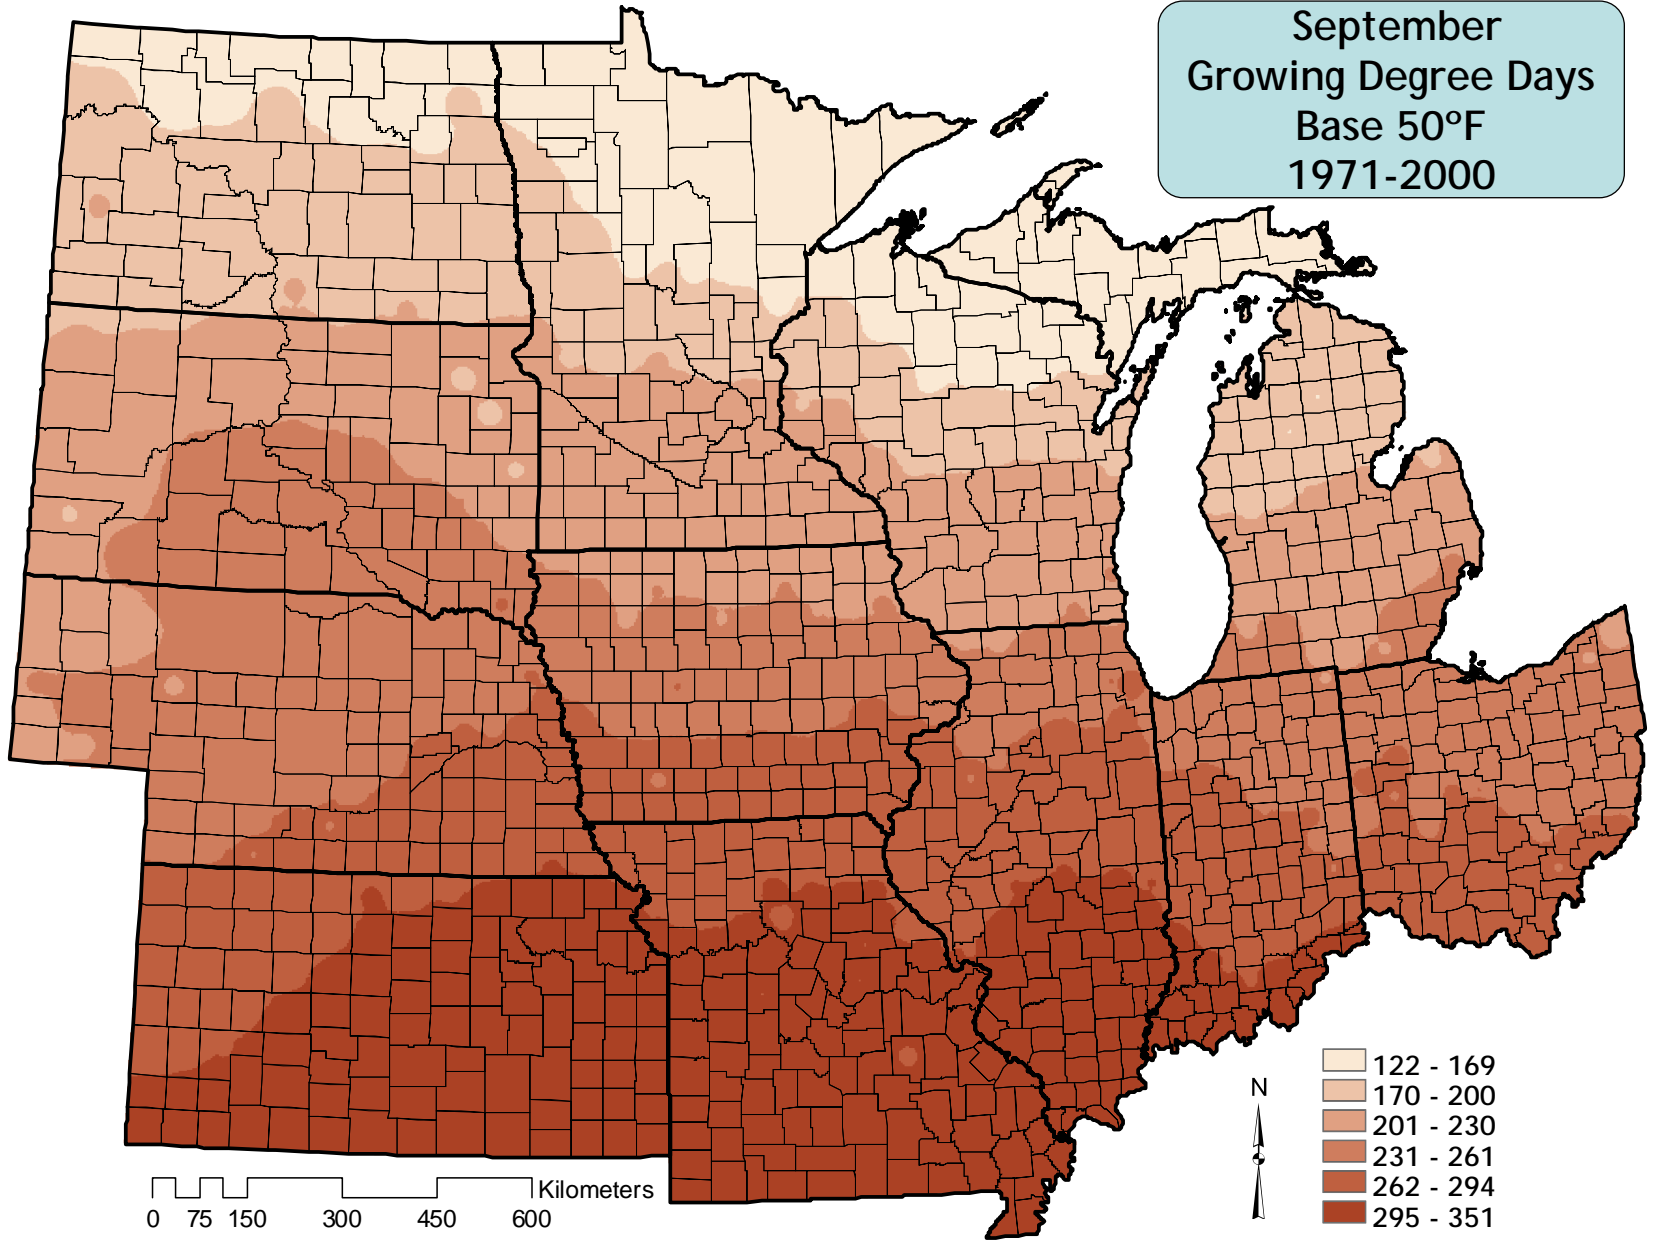 September
Growing Degree Days
Base 50°F
1971-2000
N
122 - 169
170 - 200
201 - 230
231 - 261
262 - 294
295 - 351
Kilometers
0 75 150 300 450 600